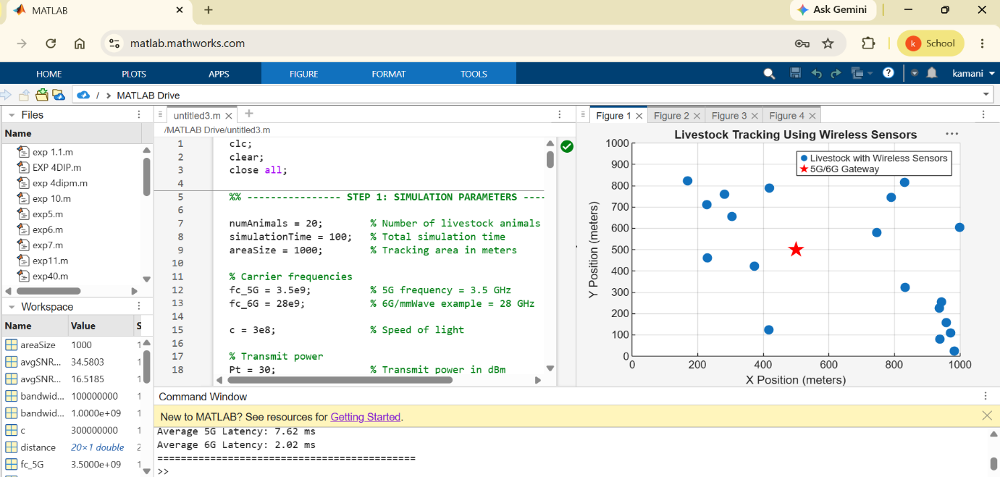 MATLAB
Ask Gemini
matlab.mathworks.com
k School
HOME PLOTS APPS FIGURE FORMAT TOOLS
kamani
/ > MATLAB Drive
Files
Name
exp 1.1.m
EXP 4DIP.m
exp 4dipm.m
exp 10.m
exp5.m
exp6.m
exp7.m
exp11.m
exp40.m
Workspace
Name Value S
areaSize 1000 1
avgSNR... 34.5803 1
avgSNR... 16.5185 1
bandwid... 100000000 1
bandwid... 1.0000e+09 1
c 300000000 1
distance 20×1 double 2
fc_5G 3.5000e+09 1
untitled3.m
/MATLAB Drive/untitled3.m
1 clc;
2 clear;
3 close all;
4
5 %% ---------------- STEP 1: SIMULATION PARAMETERS ----
6
7 numAnimals = 20; % Number of livestock animals
8 simulationTime = 100; % Total simulation time
9 areaSize = 1000; % Tracking area in meters
10
11 % Carrier frequencies
12 fc_5G = 3.5e9; % 5G frequency = 3.5 GHz
13 fc_6G = 28e9; % 6G/mmWave example = 28 GHz
14
15 c = 3e8; % Speed of light
16
17 % Transmit power
18 Pt = 30; % Transmit power in dBm
Figure 1 Figure 2 Figure 3 Figure 4
Livestock Tracking Using Wireless Sensors
Livestock with Wireless Sensors
5G/6G Gateway
Y Position (meters)
1000
900
800
700
600
500
400
300
200
100
0
0 200 400 600 800 1000
X Position (meters)
Command Window
New to MATLAB? See resources for Getting Started.
Average 5G Latency: 7.62 ms
Average 6G Latency: 2.02 ms
============================================
>>